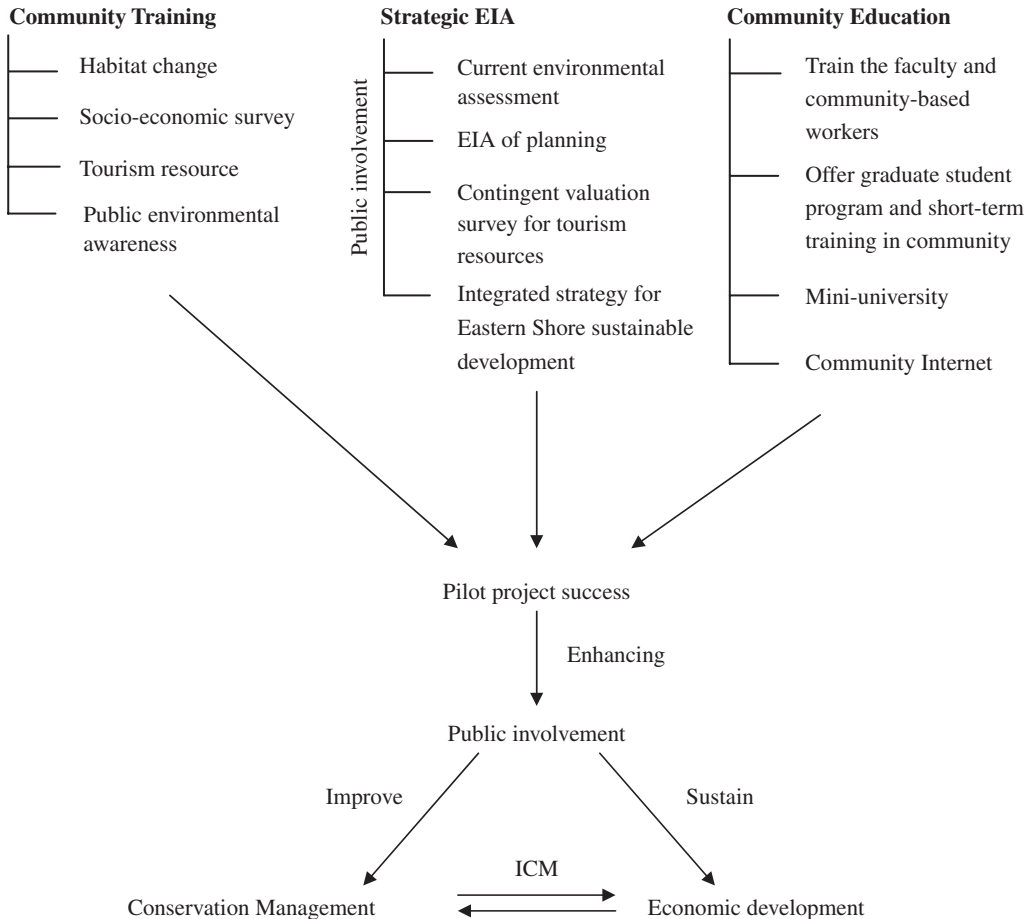 Community Training
Habitat change
Socio-economic survey
Tourism resource
Public environmental
awareness
Strategic EIA
Public involvement
Current environmental
assessment
EIA of planning
Contingent valuation
survey for tourism
resources
Integrated strategy for
Eastern Shore sustainable
development
Community Education
Train the faculty and
community-based
workers
Offer graduate student
program and short-term
training in community
Mini-university
Community Internet
Pilot project success
Enhancing
Public involvement
Improve
Sustain
ICM
Conservation Management
Economic development